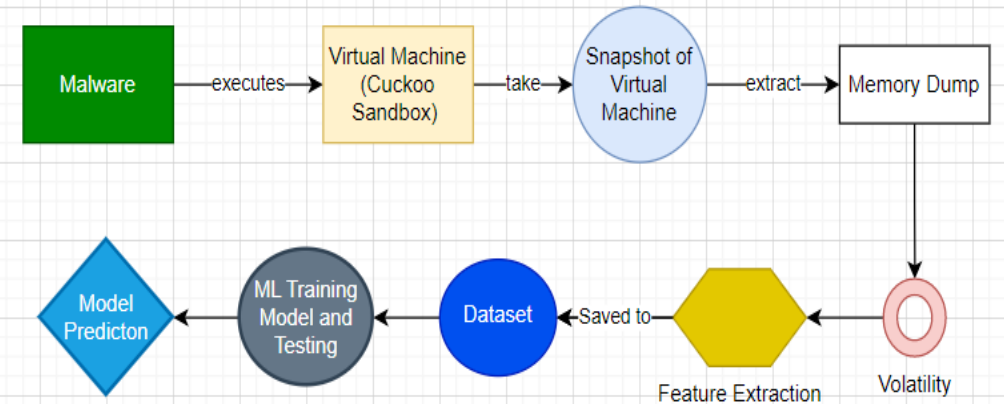 Malware
executes
Virtual Machine
(Cuckoo
Sandbox)
take
Snapshot of
Virtual
Machine
extract
Memory Dump
Model
Predicton
ML Training
Model and
Testing
Dataset
Saved to
Feature Extraction
Volatility